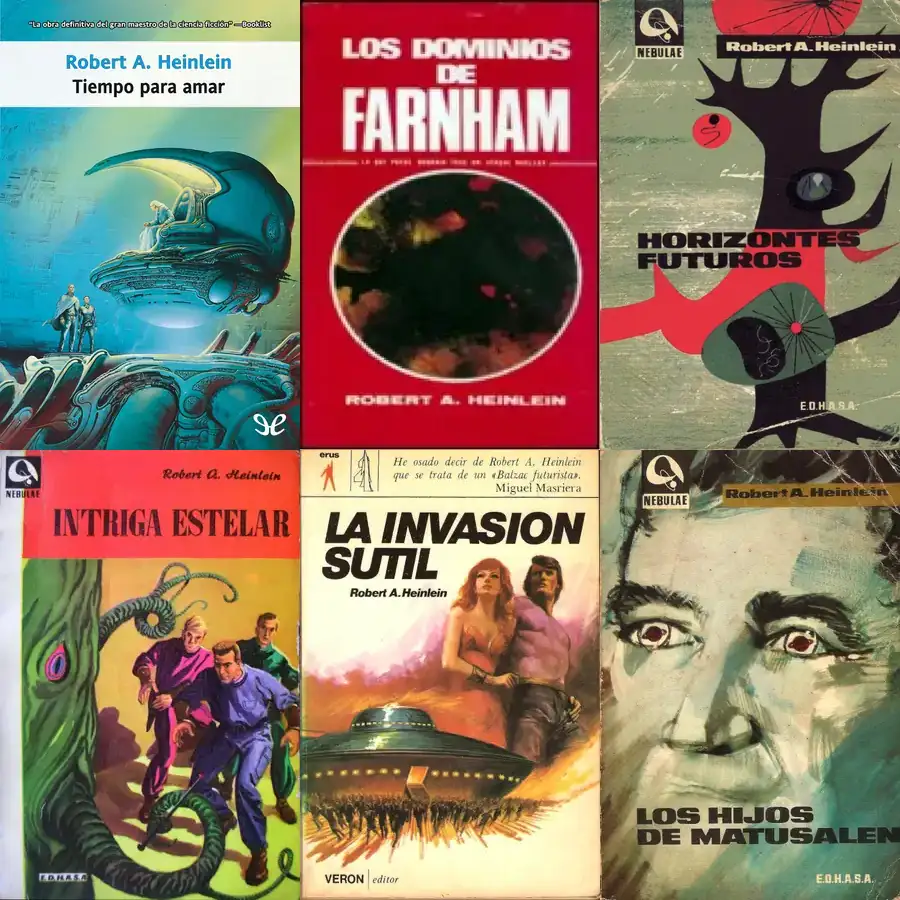 "La obra definitiva del gran maestro de la ciencia ficción" —Booklist
Robert A. Heinlein
Tiempo para amar
LOS DOMINIOS
DE
FARNHAM
ROBERT A. HEINLEIN
NEBULAE
Robert A. Heinlein
HORIZONTES
FUTUROS
E.D.H.A.S.A.
NEBULAE
Robert A. Heinlein
INTRIGA ESTELAR
E.D.H.A.S.A.
erus
He osado decir de Robert A. Heinlein
que se trata de un «Balzac futurista».
Miguel Masriera
LA INVASION
SUTIL
Robert A. Heinlein
VERON editor
NEBULAE
Robert A. Heinlein
LOS HIJOS
DE MATUSALEN
E.D.H.A.S.A.